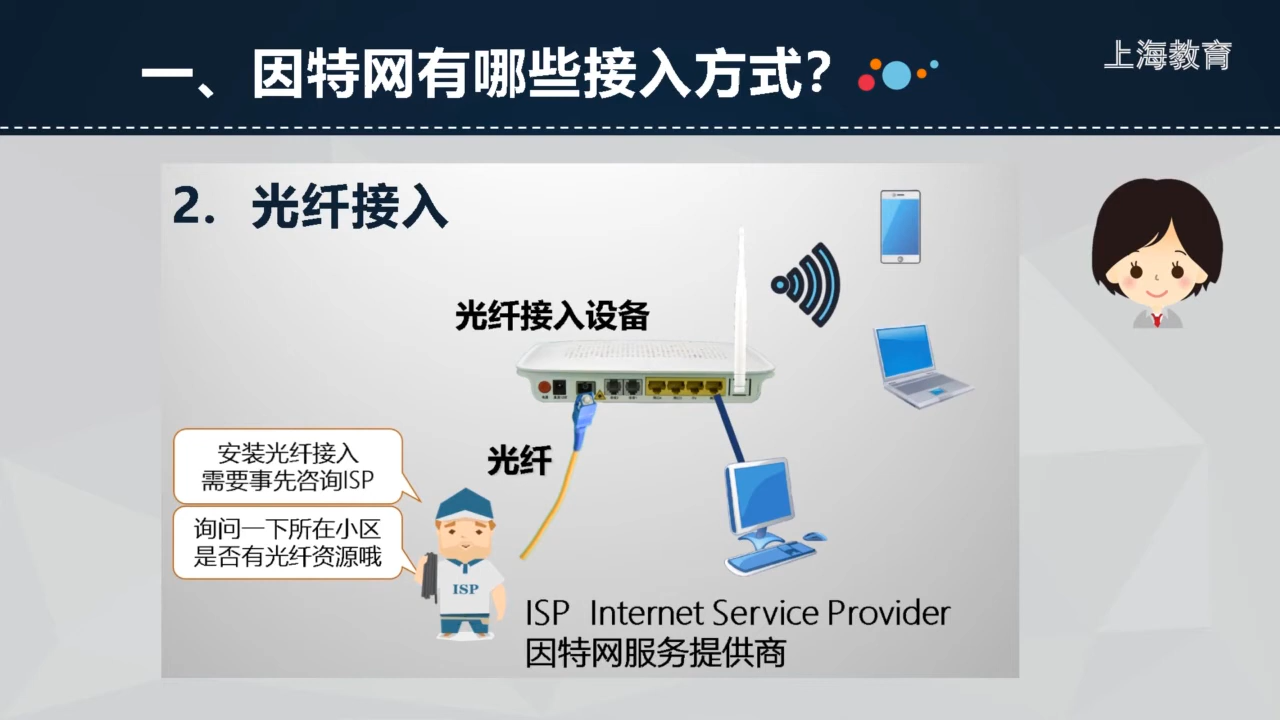 一、因特网有哪些接入方式?
上海教育
2. 光纤接入
光纤接入设备
光纤
安装光纤接入
需要事先咨询ISP
询问一下所在小区
是否有光纤资源哦
ISP
ISP Internet Service Provider
因特网服务提供商